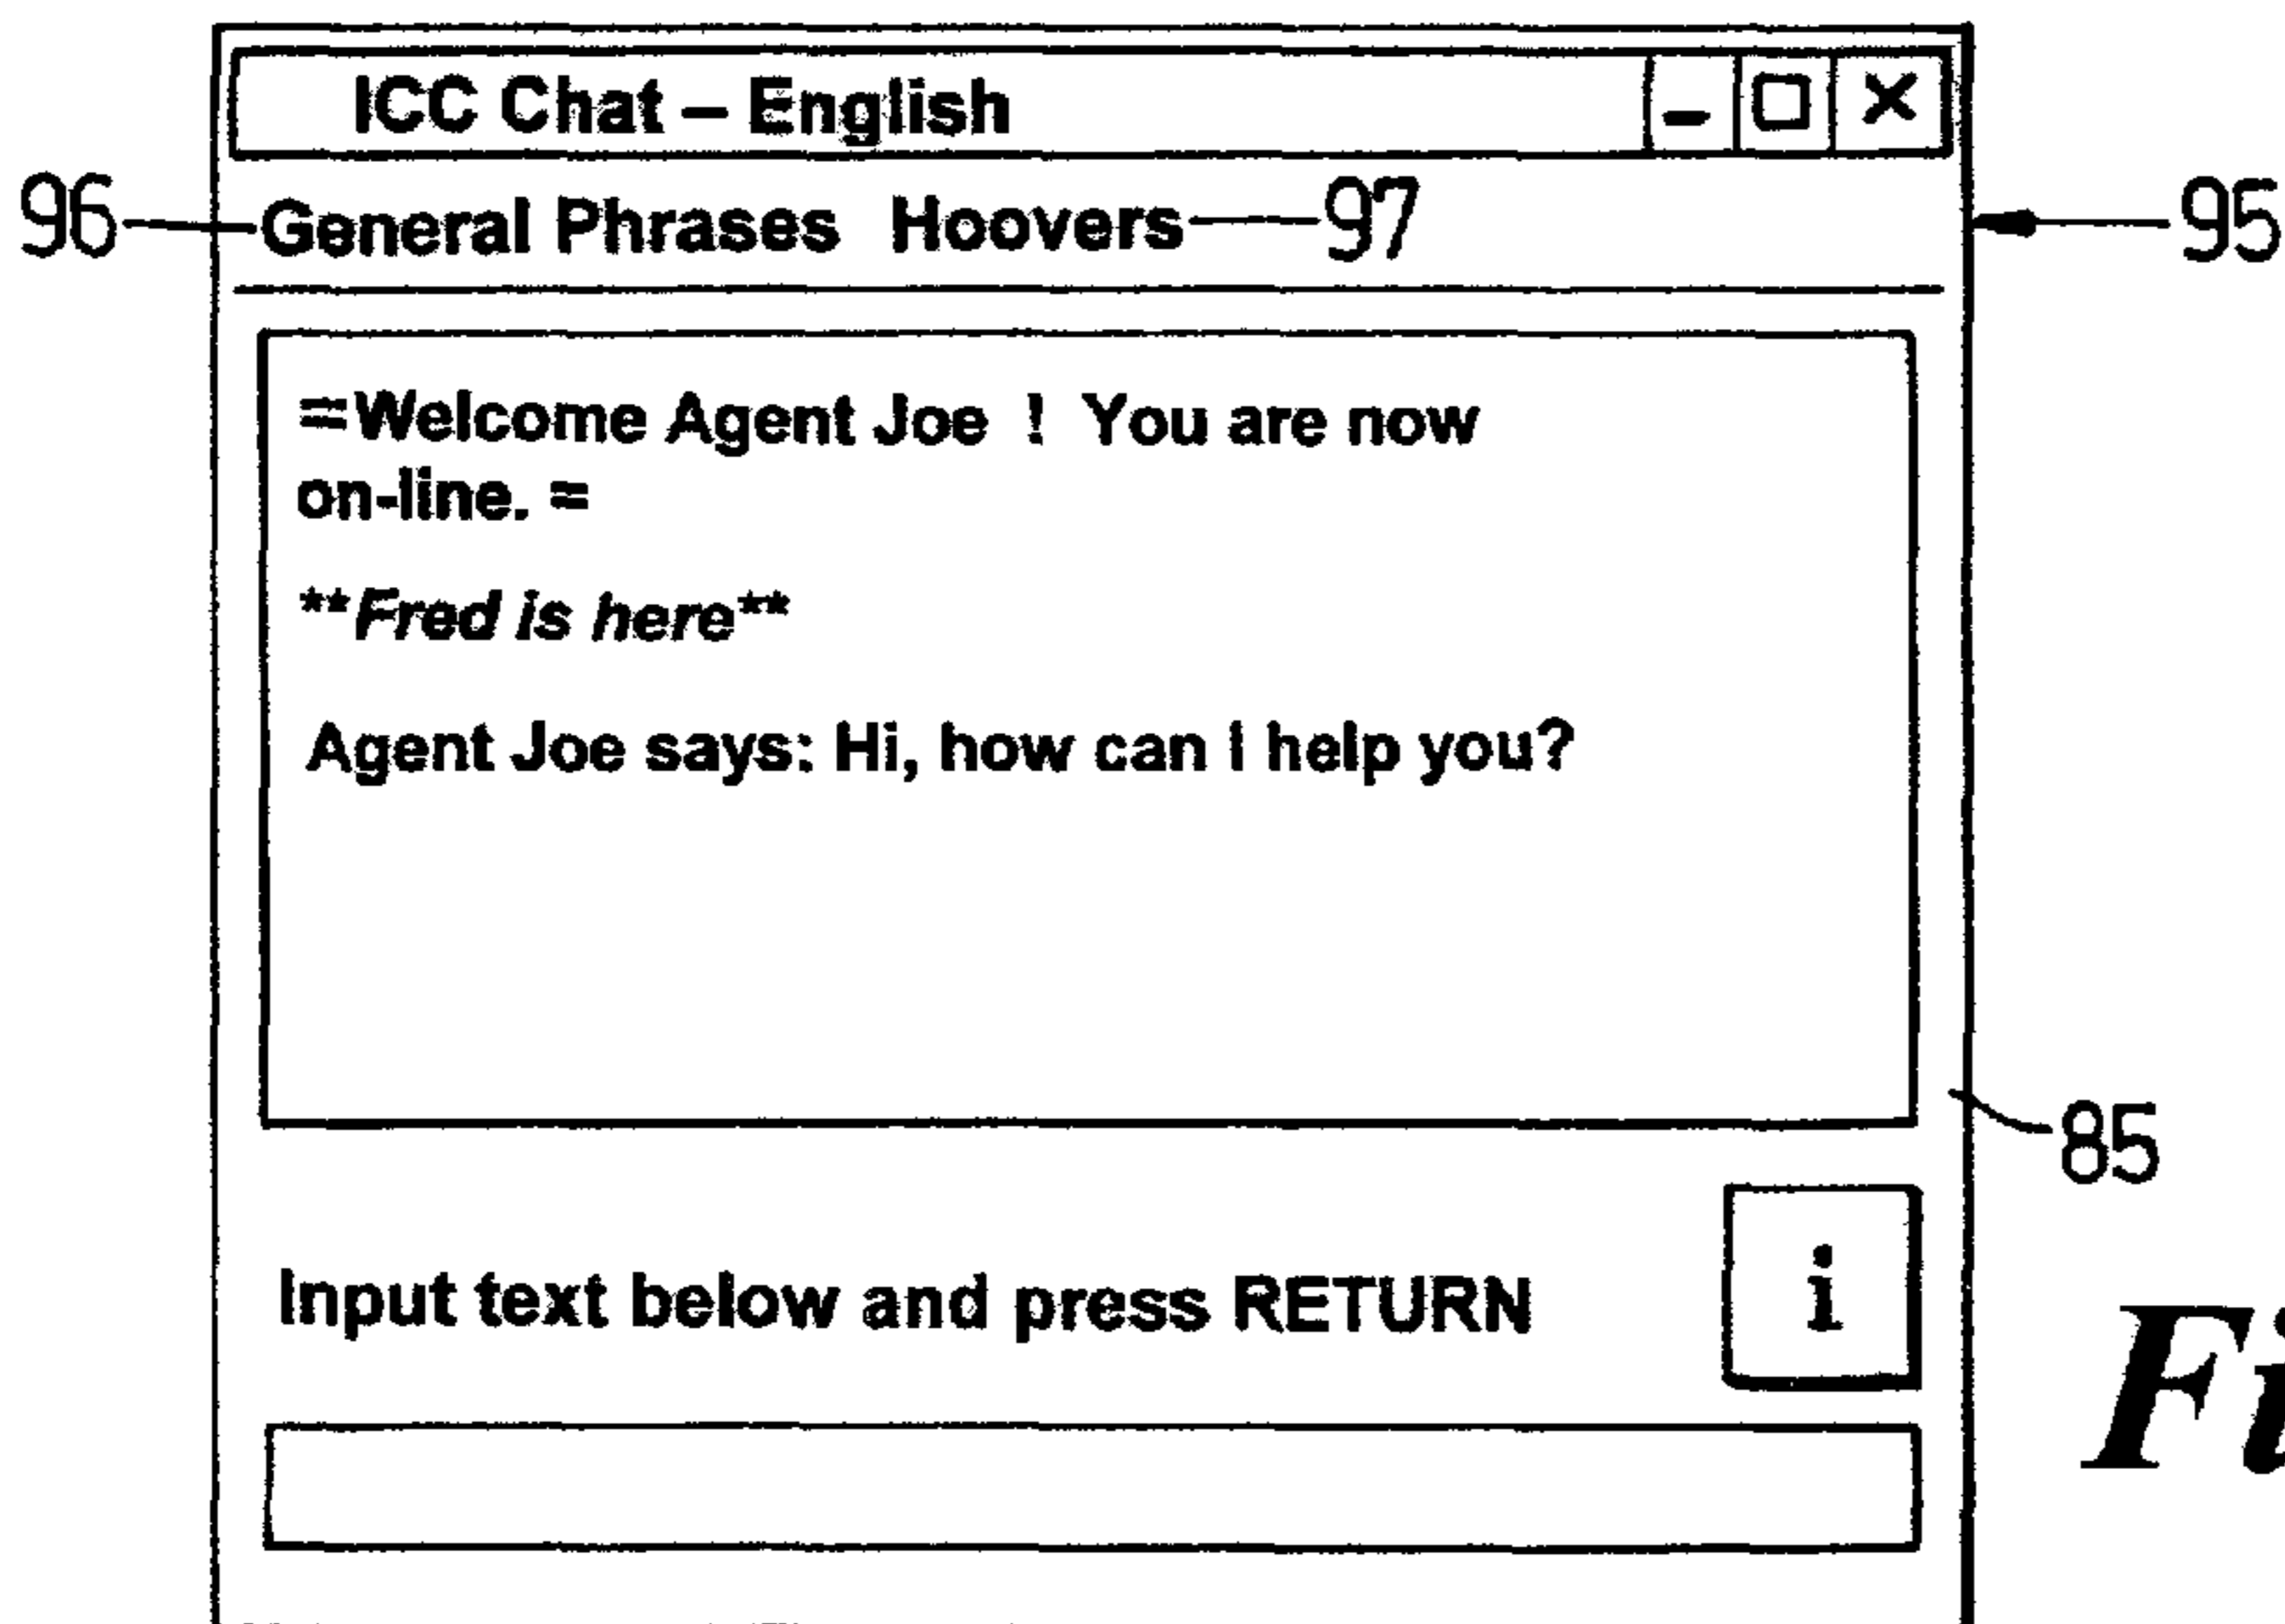 ICC Chat – English
96 General Phrases Hoovers 97 95
=Welcome Agent Joe ! You are now
on-line. =
**Fred is here**
Agent Joe says: Hi, how can I help you?
85
Input text below and press RETURN i